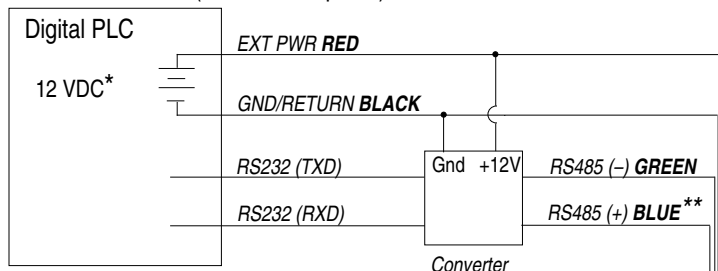 Digital PLC
EXT PWR RED
12 VDC*
GND/RETURN BLACK
RS232 (TXD)
Gnd +12V
RS485 (–) GREEN
RS232 (RXD)
RS485 (+) BLUE**
Converter